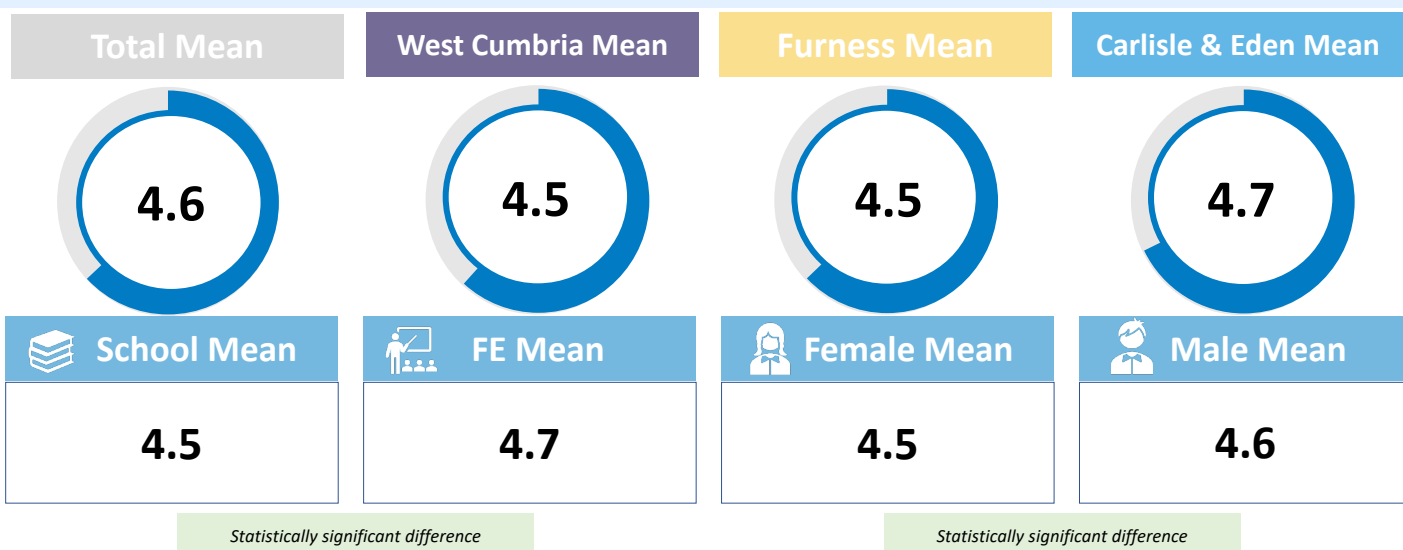 Total Mean
West Cumbria Mean
Furness Mean
Carlisle & Eden Mean
4.6
4.5
4.5
4.7
School Mean
FE Mean
Female Mean
Male Mean
4.5
4.7
4.5
4.6
Statistically significant difference
Statistically significant difference